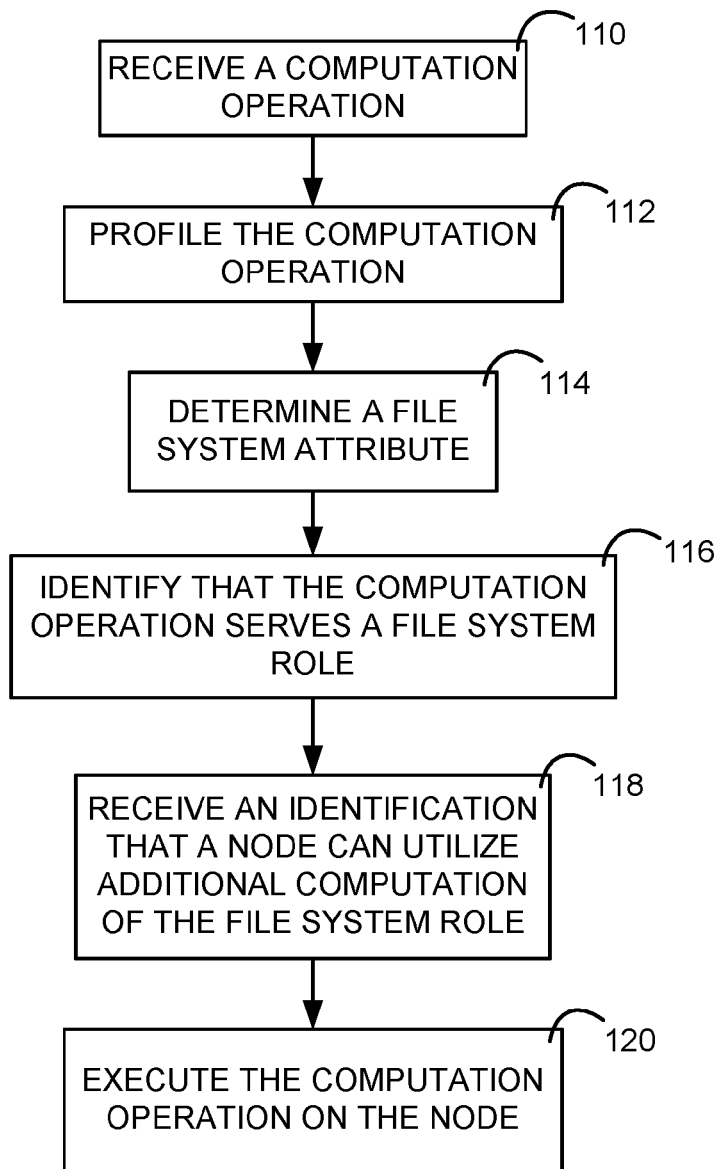 110
RECEIVE A COMPUTATION
OPERATION
112
PROFILE THE COMPUTATION
OPERATION
114
DETERMINE A FILE
SYSTEM ATTRIBUTE
116
IDENTIFY THAT THE COMPUTATION
OPERATION SERVES A FILE SYSTEM
ROLE
118
RECEIVE AN IDENTIFICATION
THAT A NODE CAN UTILIZE
ADDITIONAL COMPUTATION
OF THE FILE SYSTEM ROLE
120
EXECUTE THE COMPUTATION
OPERATION ON THE NODE